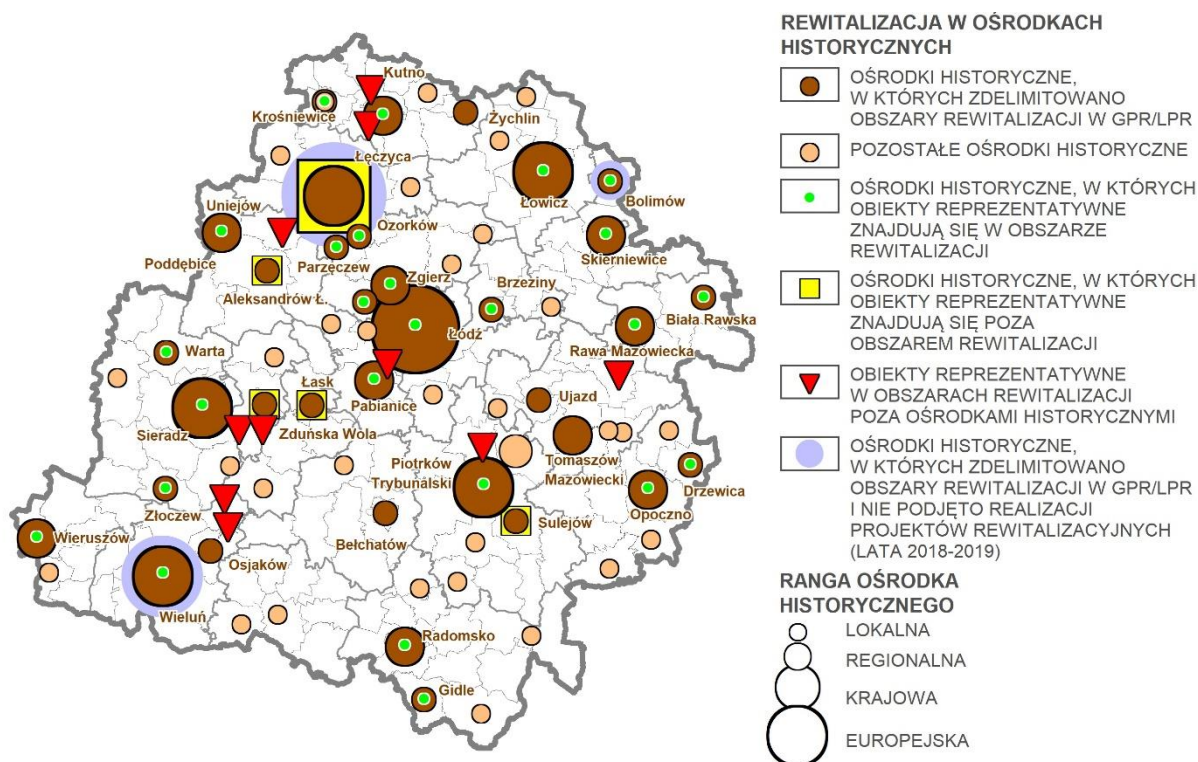 Kutno
Krośniewice
Żychlin
Łęczyca
Łowicz
Bolimów
Uniejów
Ozorków
Skierniewice
Poddębice
Parzęczew
Zgierz
Aleksandrów Ł.
Brzeziny
Łódź
Biała Rawska
Warta
Rawa Mazowiecka
Łask
Pabianice
Ujazd
Sieradz
Zduńska Wola
Piotrków
Trybunalski
Tomaszów
Mazowiecki
Drzewica
Złoczew
Opoczno
Sulejów
Wieruszów
Bełchatów
Osjaków
Wieluń
Radomsko
Gidle
REWITALIZACJA W OŚRODKACH
HISTORYCZNYCH
OŚRODKI HISTORYCZNE,
W KTÓRYCH ZDELIMITOWANO
OBSZARY REWITALIZACJI W GPR/LPR
POZOSTAŁE OŚRODKI HISTORYCZNE
OŚRODKI HISTORYCZNE, W KTÓRYCH
OBIEKTY REPREZENTATYWNE
ZNAJDUJĄ SIĘ W OBSZARZE
REWITALIZACJI
OŚRODKI HISTORYCZNE, W KTÓRYCH
OBIEKTY REPREZENTATYWNE
ZNAJDUJĄ SIĘ POZA
OBSZAREM REWITALIZACJI
OBIEKTY REPREZENTATYWNE
W OBSZARACH REWITALIZACJI
POZA OŚRODKAMI HISTORYCZNYMI
OŚRODKI HISTORYCZNE,
W KTÓRYCH ZDELIMITOWANO
OBSZARY REWITALIZACJI W GPR/LPR
I NIE PODJĘTO REALIZACJI
PROJEKTÓW REWITALIZACYJNYCH
(LATA 2018-2019)
RANGA OŚRODKA
HISTORYCZNEGO
LOKALNA
REGIONALNA
KRAJOWA
EUROPEJSKA